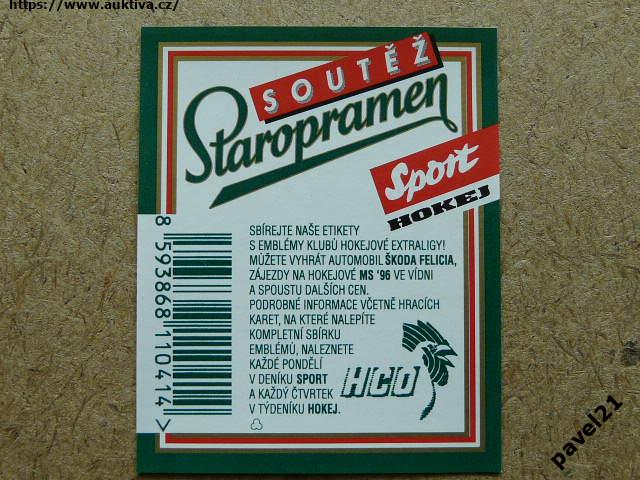 https://www.auktiva.cz/
SOUTĚŽ
Staropramen
Sport
HOKEJ
SBÍREJTE NAŠE ETIKETY
S EMBLÉMY KLUBŮ HOKEJOVÉ EXTRALIGY!
MŮŽETE VYHRÁT AUTOMOBIL ŠKODA FELICIA,
ZÁJEZDY NA HOKEJOVÉ MS '96 VE VÍDNI
A SPOUSTU DALŠÍCH CEN.
PODROBNÉ INFORMACE VČETNĚ HRACÍCH
KARET, NA KTERÉ NALEPÍTE
KOMPLETNÍ SBÍRKU
EMBLÉMŮ, NALEZNETE
KAŽDÉ PONDĚLÍ
V DENÍKU SPORT
A KAŽDÝ ČTVRTEK
V TÝDENÍKU HOKEJ.
HCO
8 593868 110414 >
pavel21